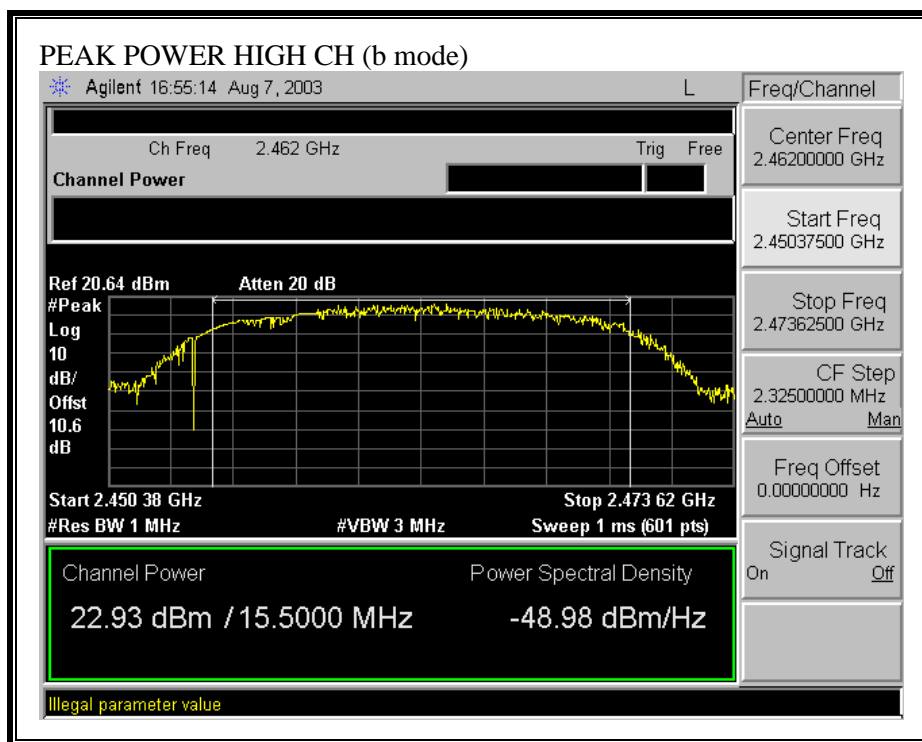 PEAK POWER HIGH CH (b mode)
Agilent 16:55:14 Aug 7, 2003 L
Freq/Channel
Ch Freq 2.462 GHz Trig Free
Channel Power
Center Freq
2.46200000 GHz
Start Freq
2.45037500 GHz
Stop Freq
2.47362500 GHz
CF Step
2.32500000 MHz
Auto Man
Freq Offset
0.00000000 Hz
Signal Track
On Off
Ref 20.64 dBm Atten 20 dB
#Peak
Log
10
dB/
Offst
10.6
dB
Start 2.450 38 GHz Stop 2.473 62 GHz
#Res BW 1 MHz #VBW 3 MHz Sweep 1 ms (601 pts)
Channel Power Power Spectral Density
22.93 dBm / 15.5000 MHz -48.98 dBm/Hz
Illegal parameter value